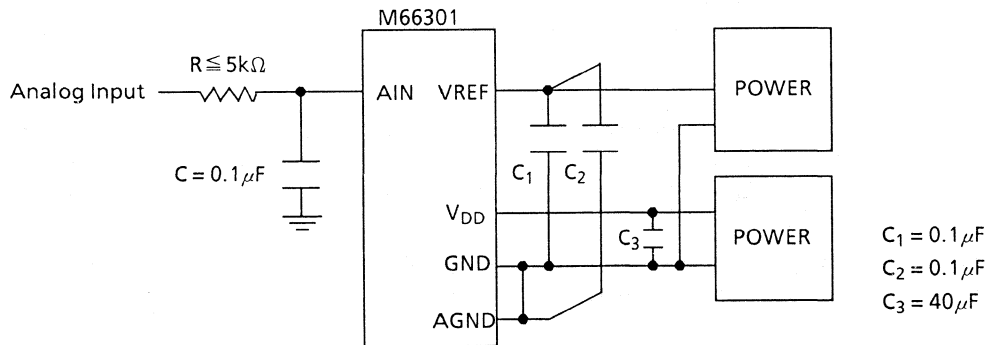 M66301
R≦5kΩ
Analog Input
AIN
VREF
POWER
C = 0.1μF
C1
C2
VDD
C3
POWER
GND
AGND
C1 = 0.1μF
C2 = 0.1μF
C3 = 40μF